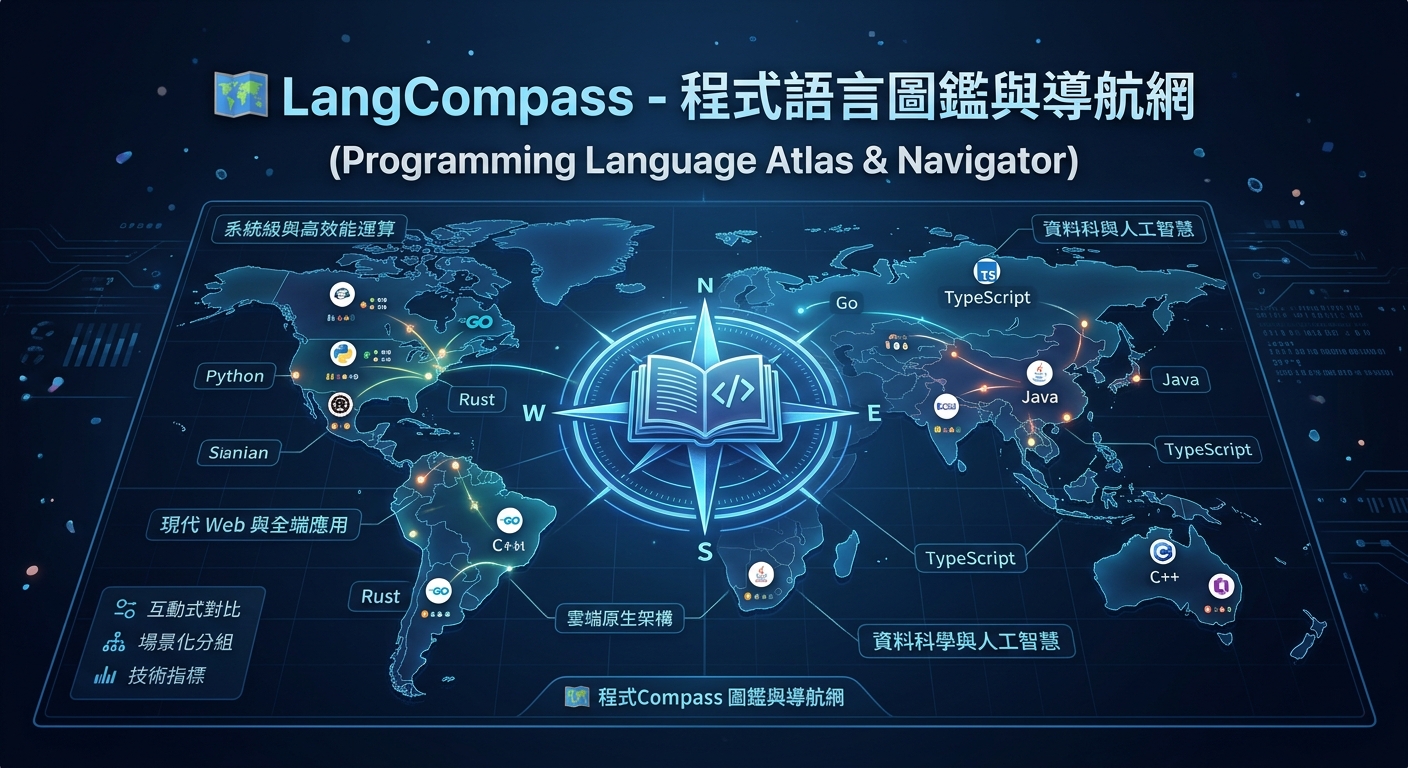 LangCompass - 程式語言圖鑑與導航網
(Programming Language Atlas & Navigator)
系統級與高效能運算
資料科與人工智慧
N
TS
TypeScript
Go
GO
Python
Rust
W
E
Java
Java
Sianian
TypeScript
現代 Web 與全端應用
GO
S
TypeScript
C++
Rust
GO
雲端原生架構
資料科學與人工智慧
互動式對比
場景化分組
技術指標
程式Compass 圖鑑與導航網